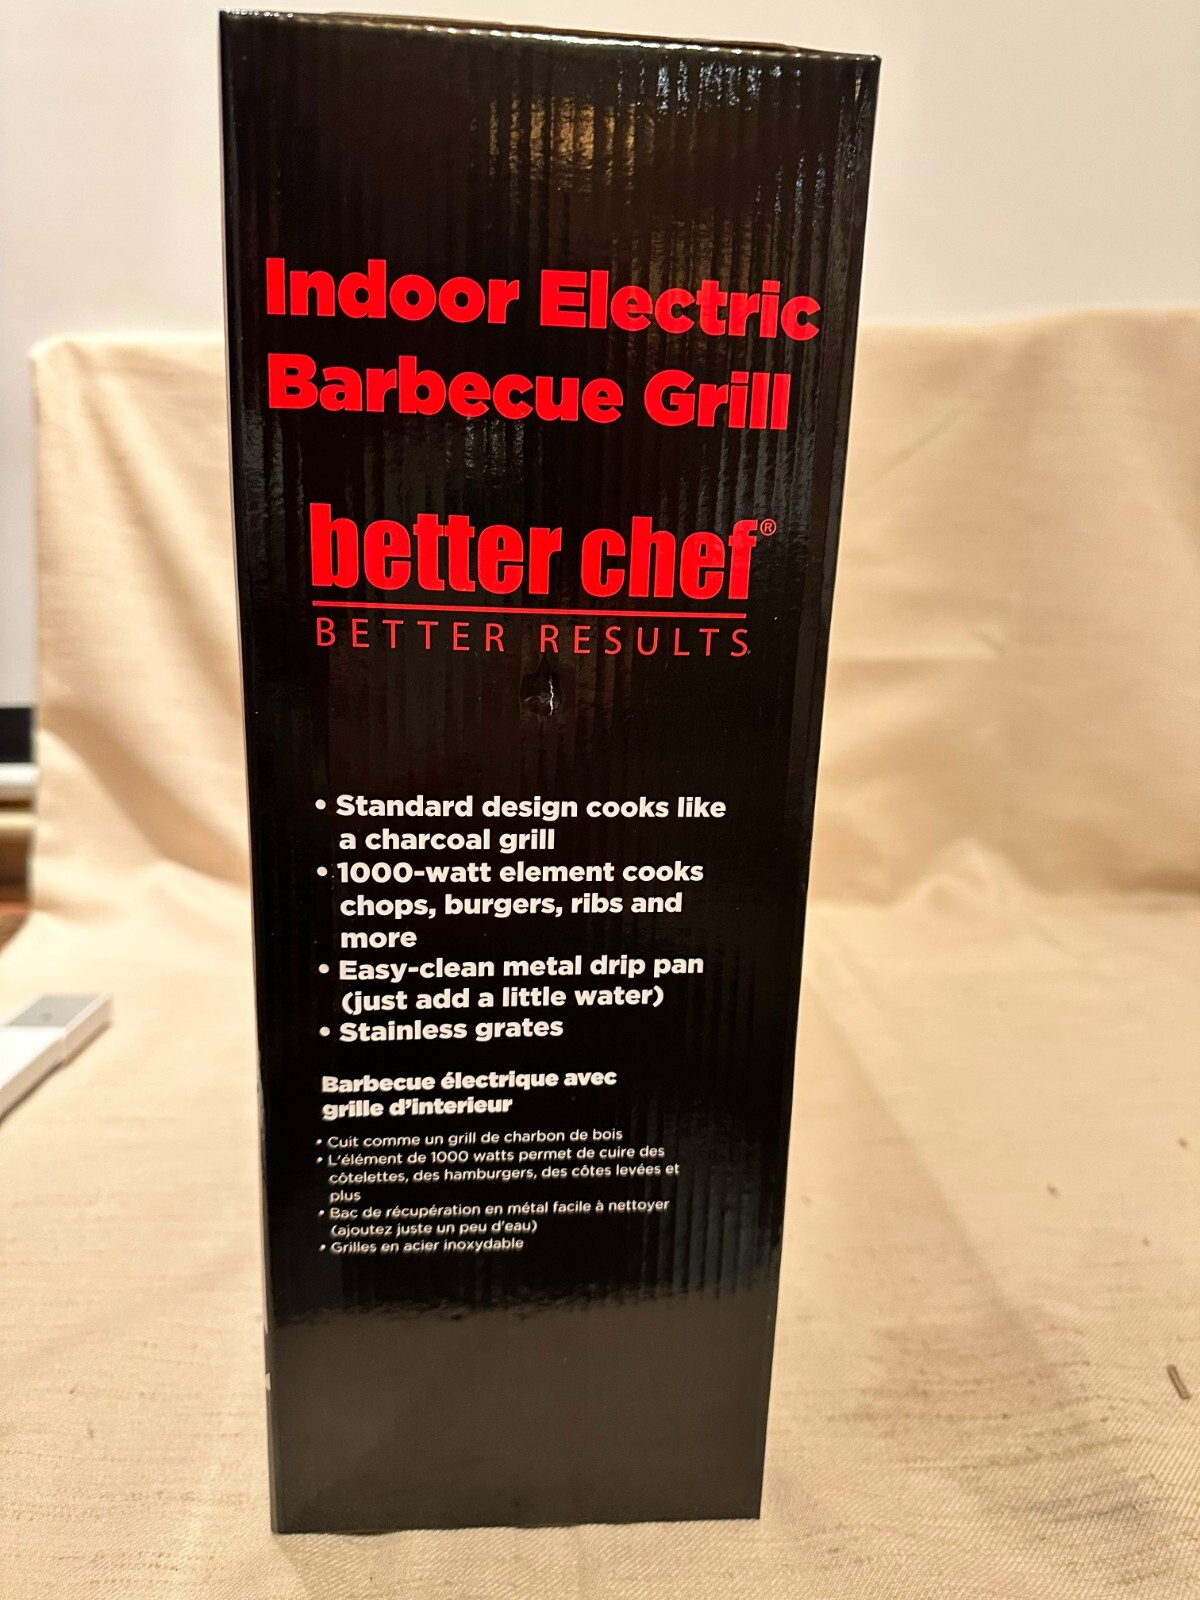 Indoor Electric
Barbecue Grill
better chef®
BETTER RESULTS
• Standard design cooks like
a charcoal grill
• 1000-watt element cooks
chops, burgers, ribs and
more
• Easy-clean metal drip pan
(just add a little water)
• Stainless grates
Barbecue électrique avec
grille d'interieur
• Cuit comme un grill de charbon de bois
• L'élément de 1000 watts permet de cuire des
côtelettes, des hamburgers, des côtes levées et
plus
• Bac de récupération en métal facile à nettoyer
(ajoutez juste un peu d'eau)
• Grilles en acier inoxydable